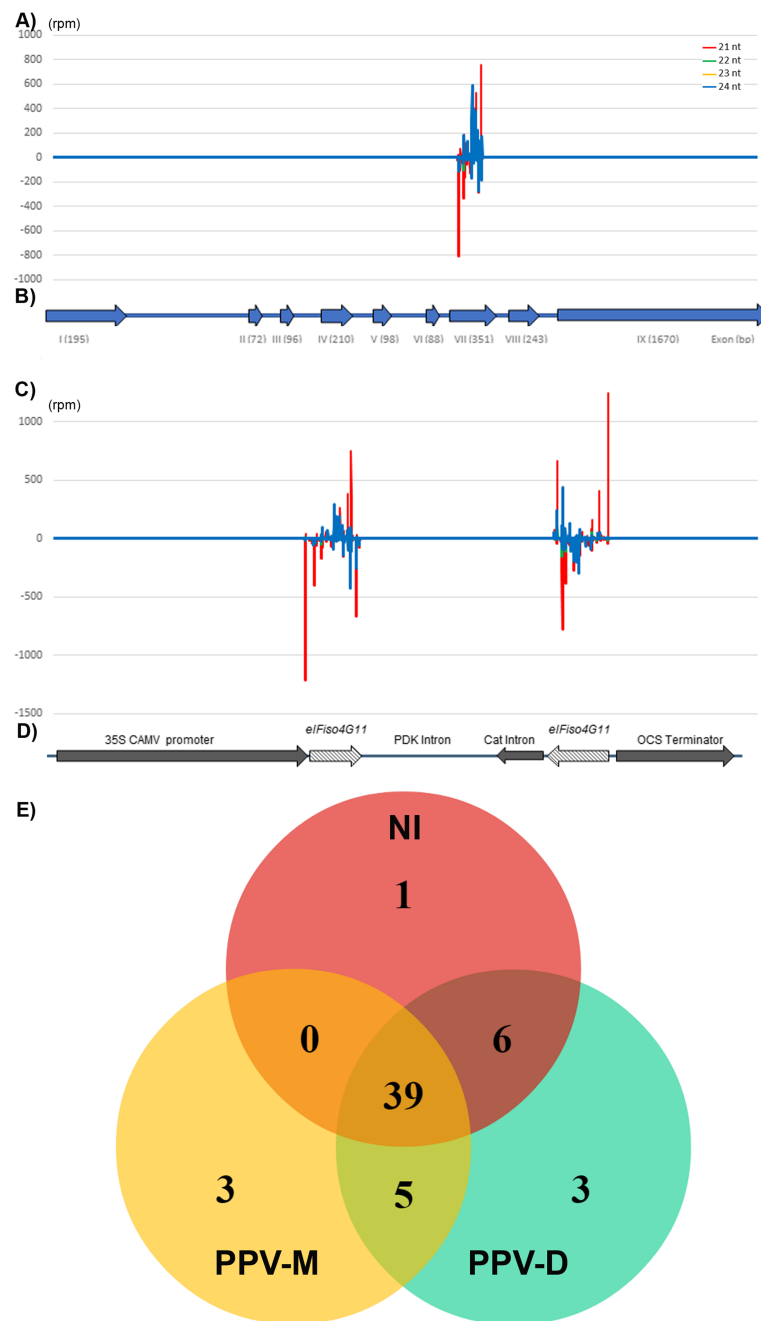 A) (rpm)
1000
800
600
400
200
0
-200
-400
-600
-800
-1000
21 nt
22 nt
23 nt
24 nt
B)
I (195) II (72) III (96) IV (210) V (98) VI (88) VII (351) VIII (243) IX (1670) Exon (bp)
C) (rpm)
1000
500
0
-500
-1000
-1500
D)
35S CAMV promoter eIFiso4G11 PDK Intron Cat Intron eIFiso4G11 OCS Terminator
E)
NI
1
0 6
39
3 5 3
PPV-M PPV-D